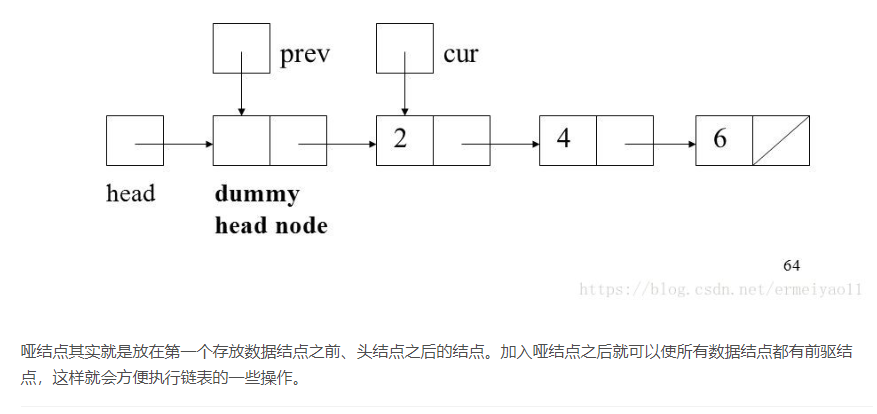 prev
cur
2
4
6
head
dummy
head node
64
https://blog.csdn.net/ermeiyao11
哑结点其实就是放在第一个存放数据结点之前、头结点之后的结点。加入哑结点之后就可以使所有数据结点都有前驱结
点，这样就会方便执行链表的一些操作。